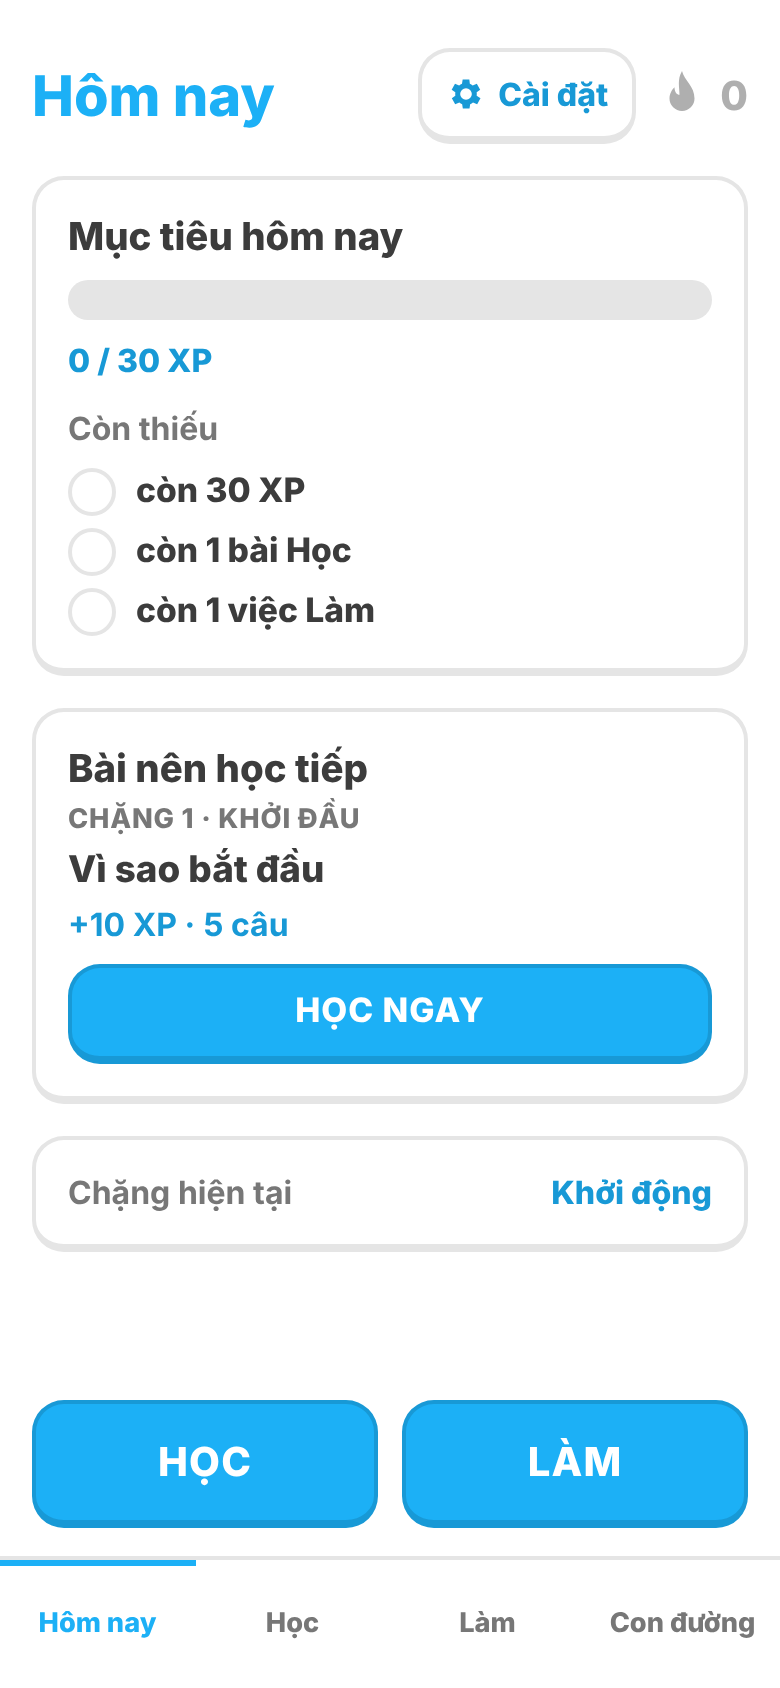 Hôm nay
Cài đặt
0
Mục tiêu hôm nay
0 / 30 XP
Còn thiếu
còn 30 XP
còn 1 bài Học
còn 1 việc Làm
Bài nên học tiếp
CHẶNG 1 · KHỞI ĐẦU
Vì sao bắt đầu
+10 XP · 5 câu
HỌC NGAY
Chặng hiện tại
Khởi động
HỌC
LÀM
Hôm nay
Học
Làm
Con đường